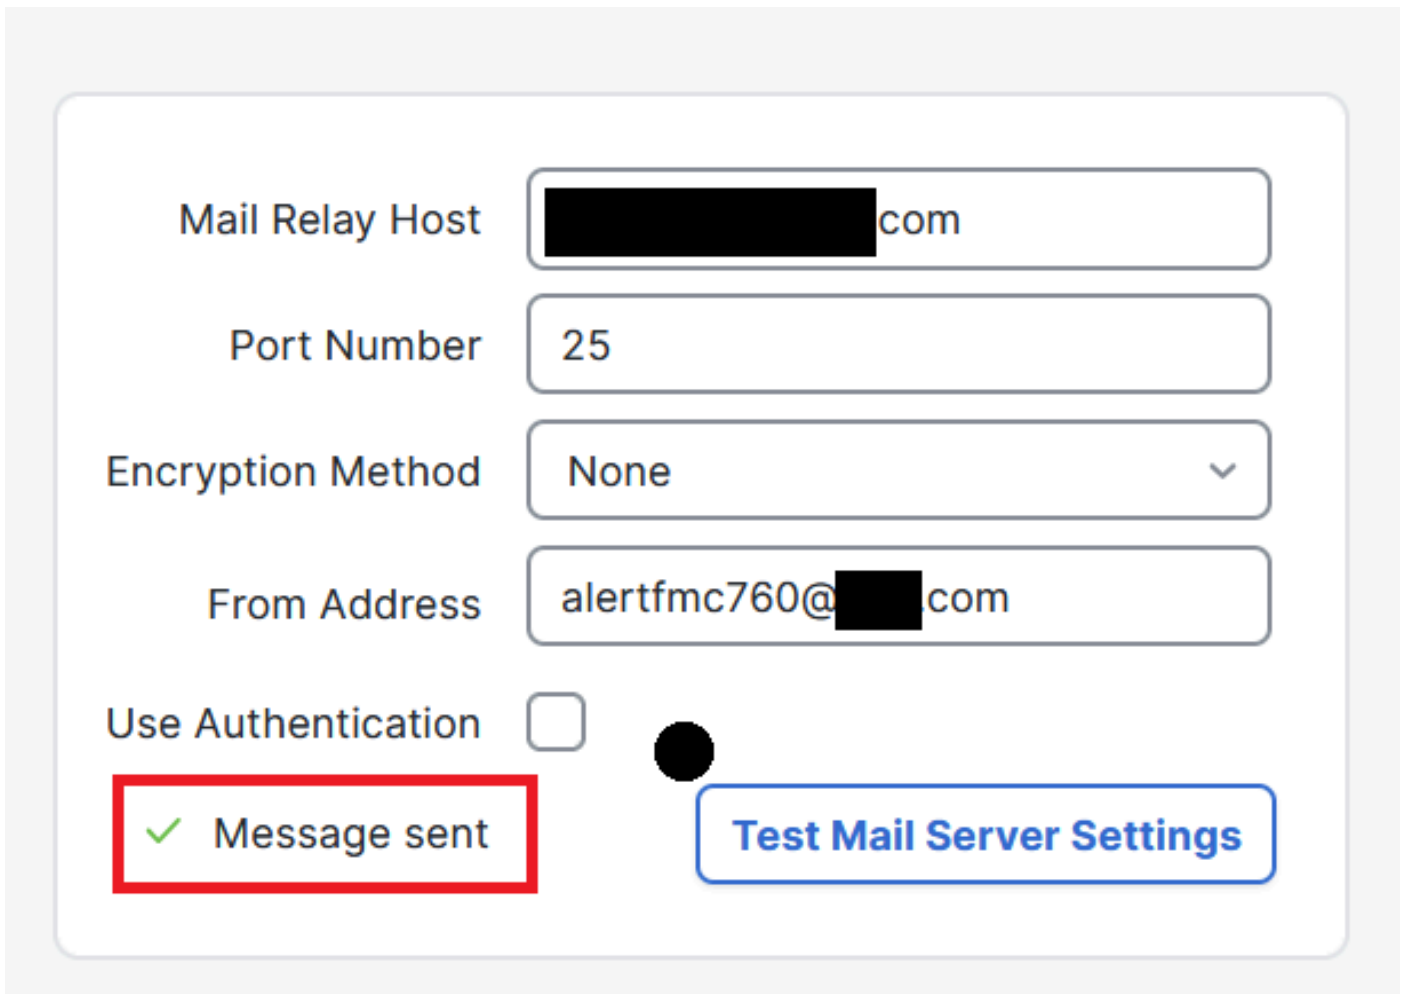 Mail Relay Host com
Port Number 25
Encryption Method None
From Address alertfmc760@ .com
Use Authentication
Message sent Test Mail Server Settings